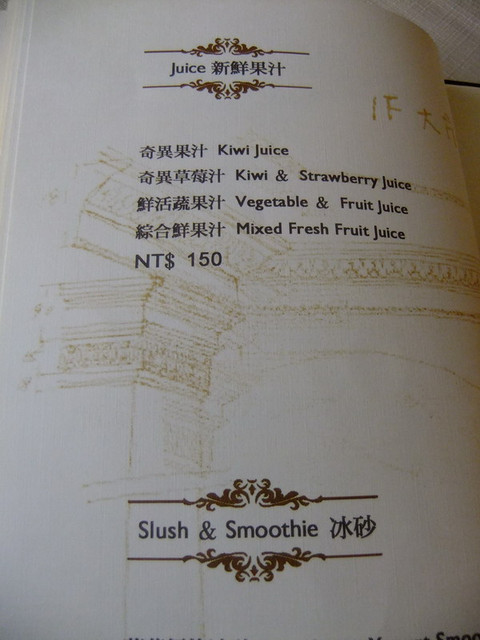 Juice 新鮮果汁
奇異果汁 Kiwi Juice
奇異草莓汁 Kiwi & Strawberry Juice
鮮活蔬果汁 Vegetable & Fruit Juice
綜合鮮果汁 Mixed Fresh Fruit Juice
NT$ 150
Slush & Smoothie 冰砂